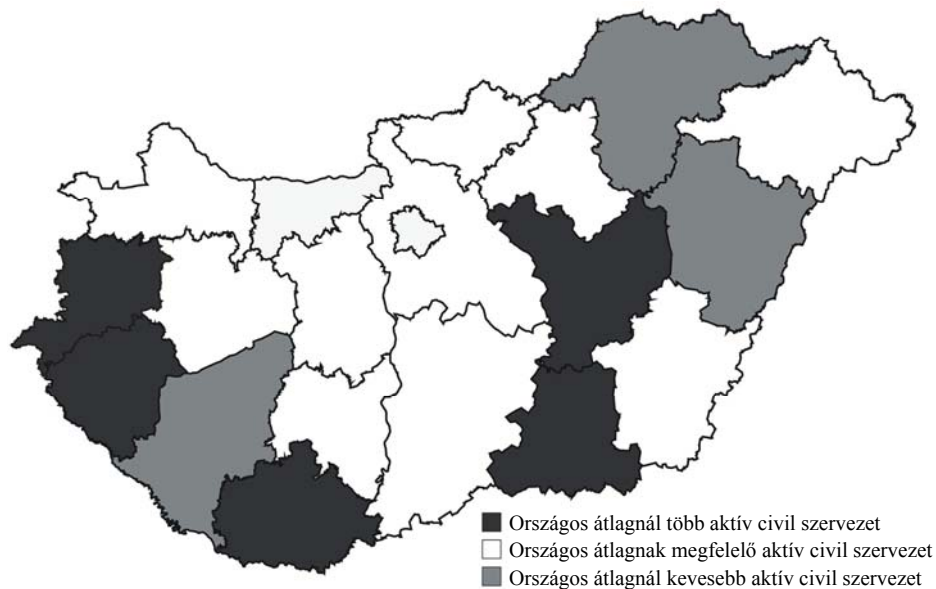 Országos átlagnál több aktív civil szervezet
Országos átlagnak megfelelő aktív civil szervezet
Országos átlagnál kevesebb aktív civil szervezet